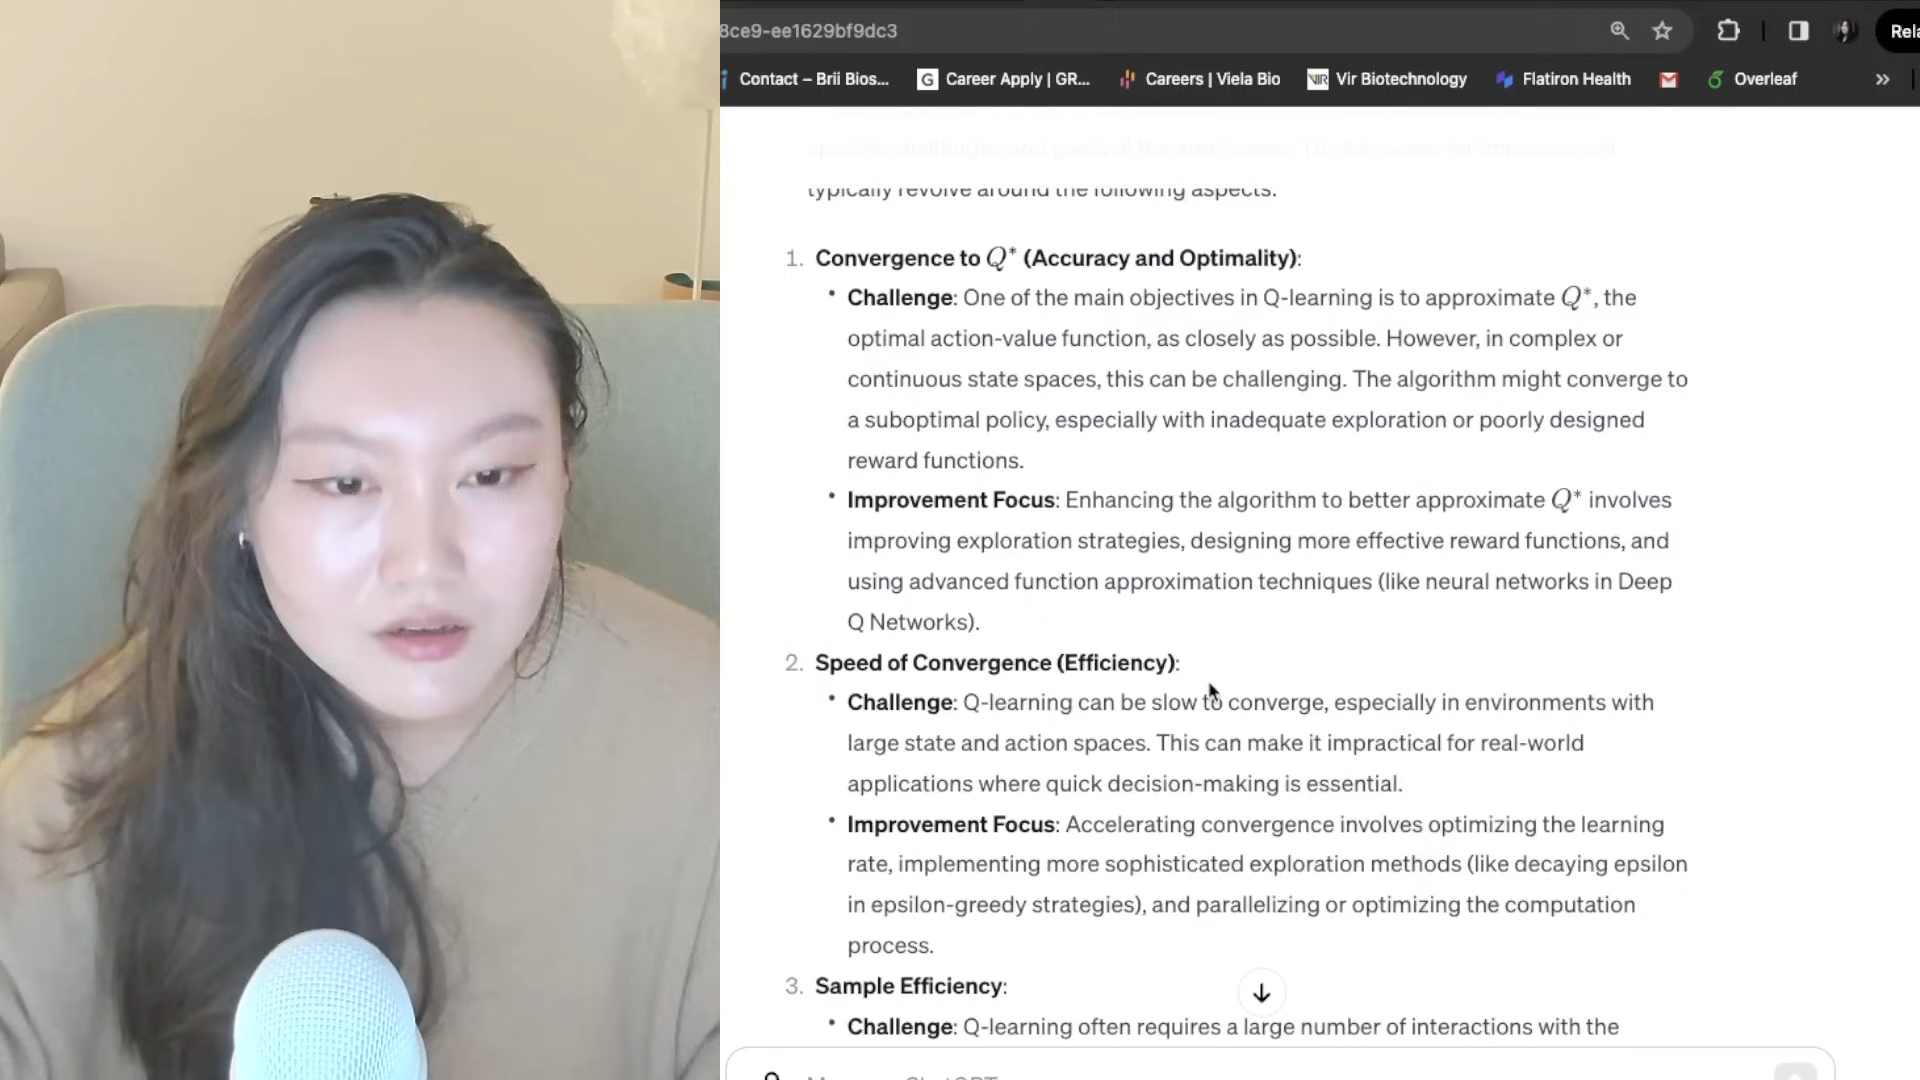 8ce9-ee1629bf9dc3
Rela
Contact – Brii Bios... Career Apply | GR... Careers | Viela Bio Vir Biotechnology Flatiron Health Overleaf »
typically revolve around the following aspects.
1. Convergence to Q* (Accuracy and Optimality):
• Challenge: One of the main objectives in Q-learning is to approximate Q*, the
optimal action-value function, as closely as possible. However, in complex or
continuous state spaces, this can be challenging. The algorithm might converge to
a suboptimal policy, especially with inadequate exploration or poorly designed
reward functions.
• Improvement Focus: Enhancing the algorithm to better approximate Q* involves
improving exploration strategies, designing more effective reward functions, and
using advanced function approximation techniques (like neural networks in Deep
Q Networks).
2. Speed of Convergence (Efficiency):
• Challenge: Q-learning can be slow to converge, especially in environments with
large state and action spaces. This can make it impractical for real-world
applications where quick decision-making is essential.
• Improvement Focus: Accelerating convergence involves optimizing the learning
rate, implementing more sophisticated exploration methods (like decaying epsilon
in epsilon-greedy strategies), and parallelizing or optimizing the computation
process.
3. Sample Efficiency:
• Challenge: Q-learning often requires a large number of interactions with the